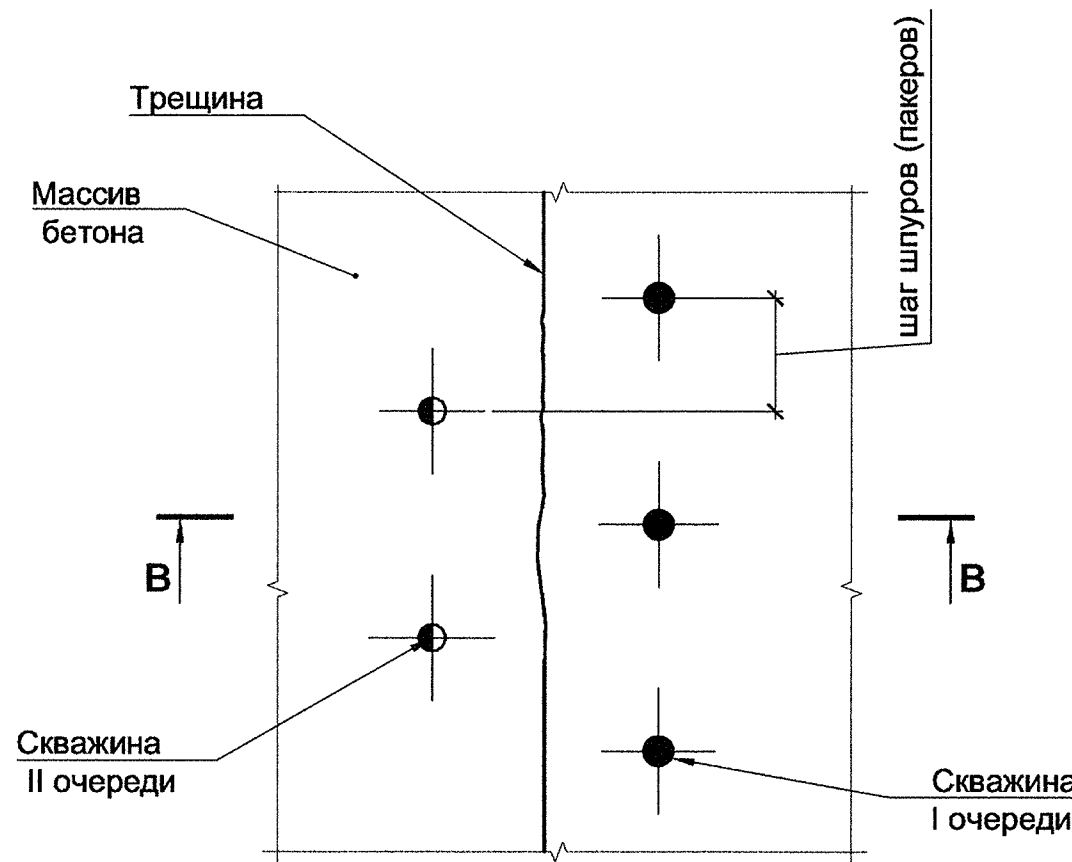 шаг шпуров (пакеров)
Трещина
Массив
бетона
В
В
Скважина
II очереди
Скважина
I очереди